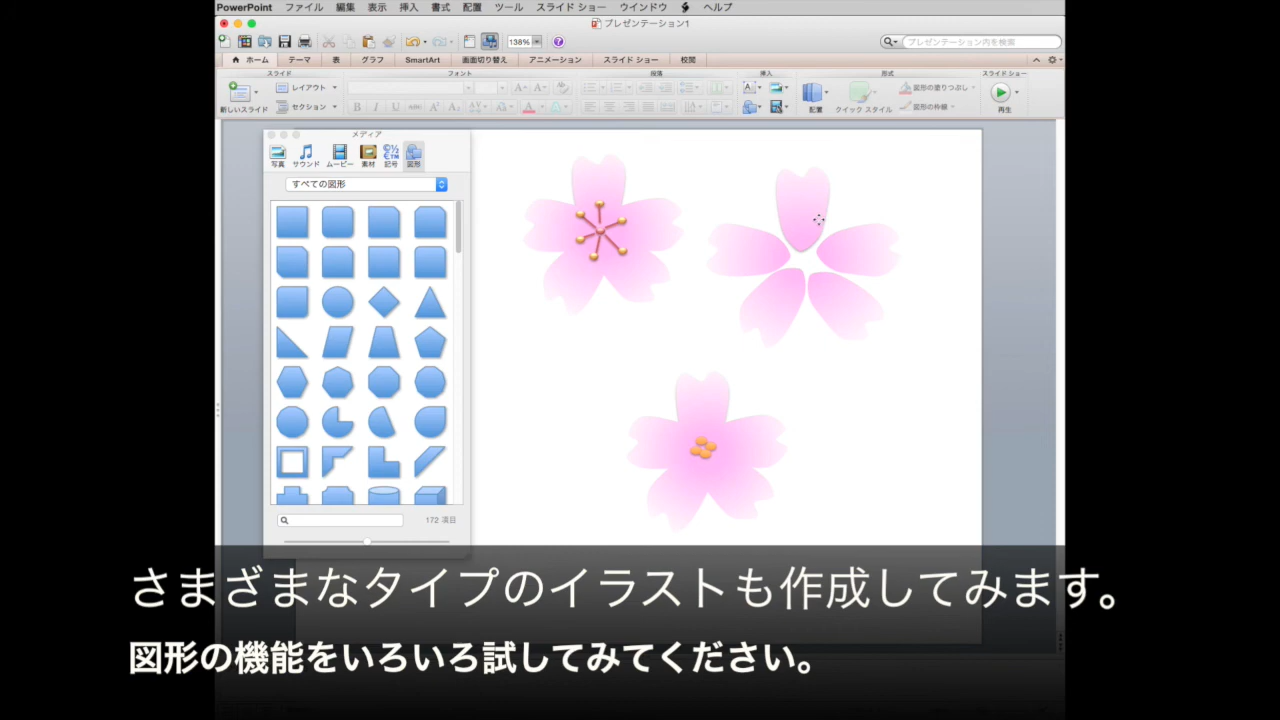 PowerPoint ファイル 編集 表示 挿入 書式 配置 ツール スライド ショー ウインドウ ヘルプ
プレゼンテーション1
138% プレゼンテーション内を検索
ホーム テーマ 表 グラフ SmartArt 画面切り替え アニメーション スライド ショー 校閲
スライド フォント 段落 挿入 形式 スライド ショー
新しいスライド レイアウト セクション 配置 クイック スタイル 図形の塗りつぶし 図形の枠線 再生
メディア
写真 サウンド ムービー 素材 記号 図形
すべての図形
172 項目
さまざまなタイプのイラストも作成してみます。
図形の機能をいろいろ試してみてください。